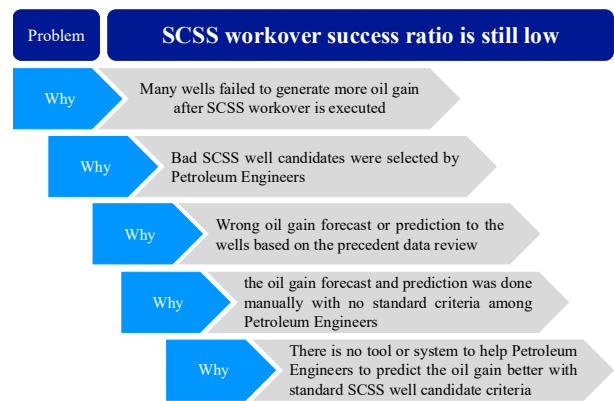 Problem
SCSS workover success ratio is still low
Why
Many wells failed to generate more oil gain
after SCSS workover is executed
Why
Bad SCSS well candidates were selected by
Petroleum Engineers
Why
Wrong oil gain forecast or prediction to the
wells based on the precedent data review
Why
the oil gain forecast and prediction was done
manually with no standard criteria among
Petroleum Engineers
Why
There is no tool or system to help Petroleum
Engineers to predict the oil gain better with
standard SCSS well candidate criteria